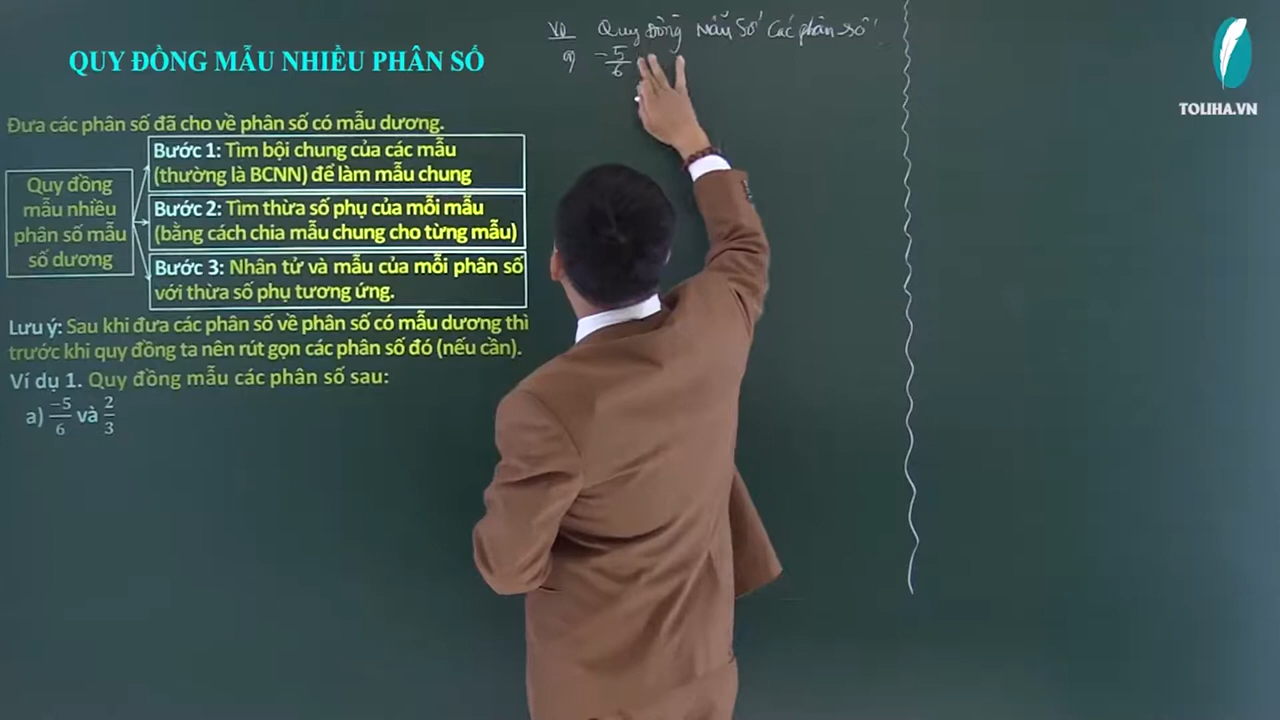 QUY ĐỒNG MẪU NHIỀU PHÂN SỐ
Đưa các phân số đã cho về phân số có mẫu dương.
Quy đồng
mẫu nhiều
phân số mẫu
số dương
Bước 1: Tìm bội chung của các mẫu
(thường là BCNN) để làm mẫu chung
Bước 2: Tìm thừa số phụ của mỗi mẫu
(bằng cách chia mẫu chung cho từng mẫu)
Bước 3: Nhân tử và mẫu của mỗi phân số
với thừa số phụ tương ứng.
Lưu ý: Sau khi đưa các phân số về phân số có mẫu dương thì
trước khi quy đồng ta nên rút gọn các phân số đó (nếu cần).
Ví dụ 1. Quy đồng mẫu các phân số sau:
a) −5/6 và 2/3
VD Quy đồng mẫu số các phân số
a) −5/6
TOLIHA.VN